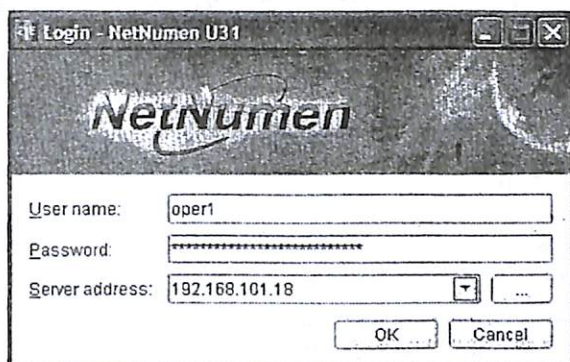 Login - NetNumen U31
NetNumen
User name: oper1
Password: **************************
Server address: 192.168.101.18 ...
OK Cancel